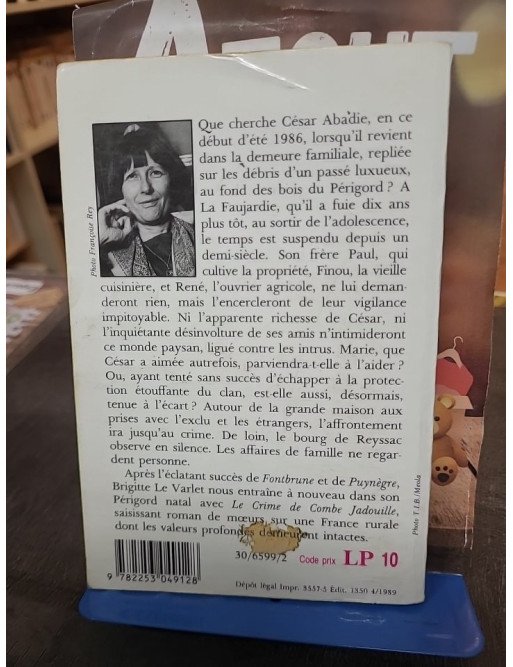 ABOUT
Que cherche César Abadie, en ce
début d'été 1986, lorsqu'il revient
dans la demeure familiale, repliée
sur les débris d'un passé luxueux,
au fond des bois du Périgord ? A
La Faujardie, qu'il a fuie dix ans
plus tôt, au sortir de l'adolescence,
le temps est suspendu depuis un
demi-siècle. Son frère Paul, qui
cultive la propriété, Finou, la vieille
cuisinière, et René, l'ouvrier agricole, ne lui deman-
deront rien, mais l'encercleront de leur vigilance
impitoyable. Ni l'apparente richesse de César, ni
l'inquiétante désinvolture de ses amis n'intimideront
ce monde paysan, ligué contre les intrus. Marie, que
César a aimée autrefois, parviendra-t-elle à l'aider ?
Ou, ayant tenté sans succès d'échapper à la protec-
tion étouffante du clan, est-elle aussi, désormais,
tenue à l'écart ? Autour de la grande maison aux
prises avec l'exclu et les étrangers, l'affrontement
ira jusqu'au crime. De loin, le bourg de Reyssac
observe en silence. Les affaires de famille ne regar-
dent personne.
Après l'éclatant succès de Fontbrune et de Puynègre,
Brigitte Le Varlet nous entraîne à nouveau dans son
Périgord natal avec Le Crime de Combe Jadouille,
saisissant roman de mœurs sur une France rurale
dont les valeurs profondes demeurent intactes.
Photo Françoise Rey
Photo T.I.B./Meola
30/6599/2
Code prix LP 10
9 782253 049128
Dépôt légal Impr. 8557-5 Edit. 1350 4/1989